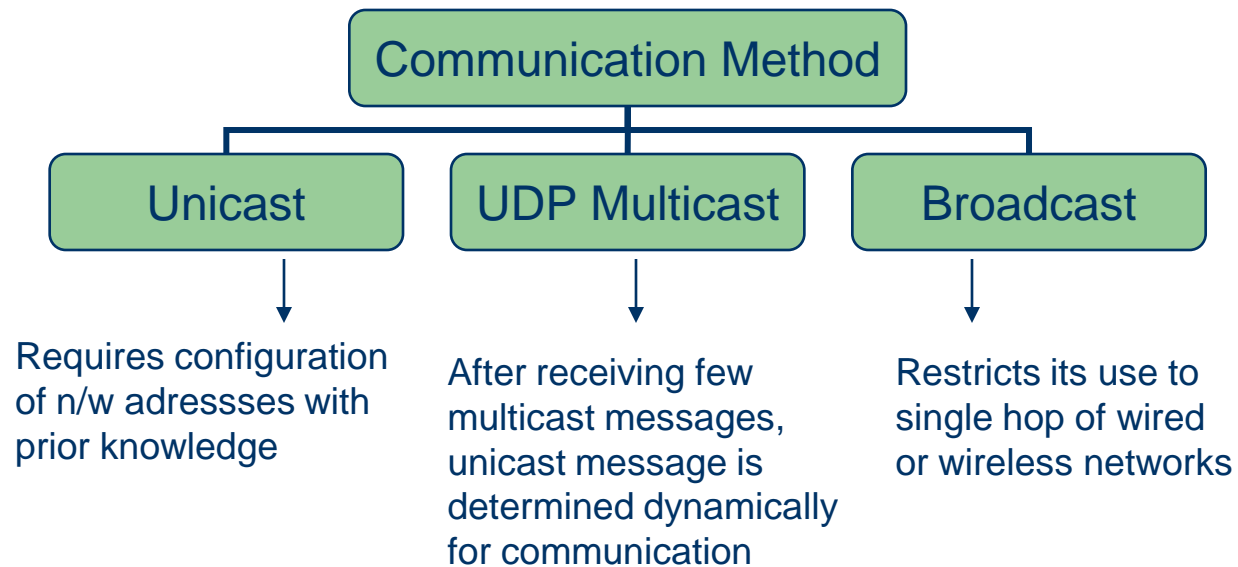 Communication Method
Unicast
UDP Multicast
Broadcast
Requires configuration
of n/w adressses with
prior knowledge
After receiving few
multicast messages,
unicast message is
determined dynamically
for communication
Restricts its use to
single hop of wired
or wireless networks